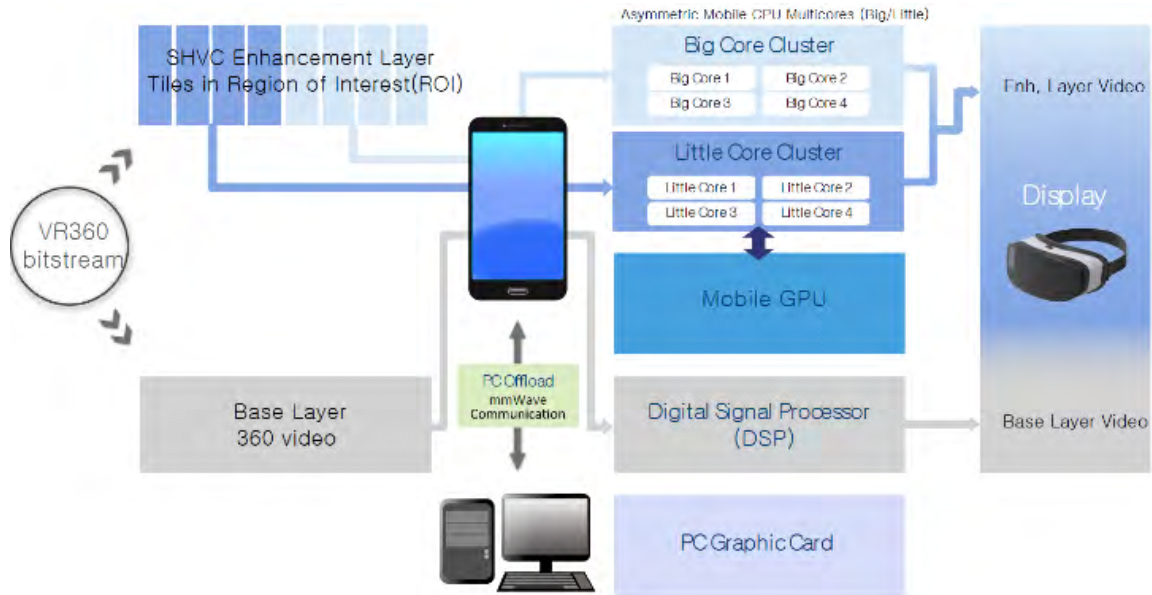 Asymmetric Mobile CPU Multicores (Big/Little)
SHVC Enhancement Layer
Tiles in Region of Interest(ROI)
Big Core Cluster
Big Core 1
Big Core 2
Big Core 3
Big Core 4
Enh, Layer Video
Little Core Cluster
Little Core 1
Little Core 2
Little Core 3
Little Core 4
VR360
bitstream
Display
Mobile GPU
PC Offload
mmWave
Communication
Base Layer
360 video
Digital Signal Processor
(DSP)
Base Layer Video
PC Graphic Card